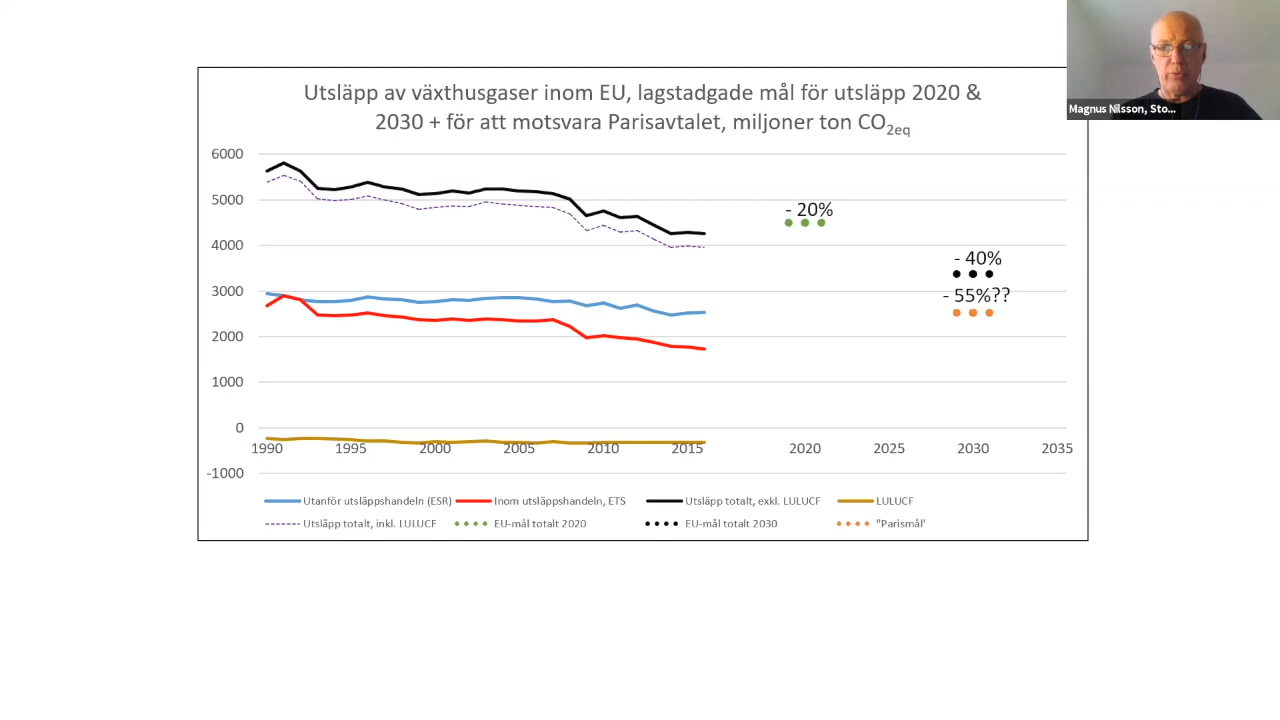 Magnus Nilsson, Sto...
Utsläpp av växthusgaser inom EU, lagstadgade mål för utsläpp 2020 &
2030 + för att motsvara Parisavtalet, miljoner ton CO2eq
6000
5000
- 20%
4000
- 40%
3000
- 55%??
2000
1000
0
1990 1995 2000 2005 2010 2015 2020 2025 2030 2035
-1000
Utanför utsläppshandeln (ESR) Inom utsläppshandeln, ETS Utsläpp totalt, exkl. LULUCF LULUCF
Utsläpp totalt, inkl. LULUCF EU-mål totalt 2020 EU-mål totalt 2030 "Parismål'